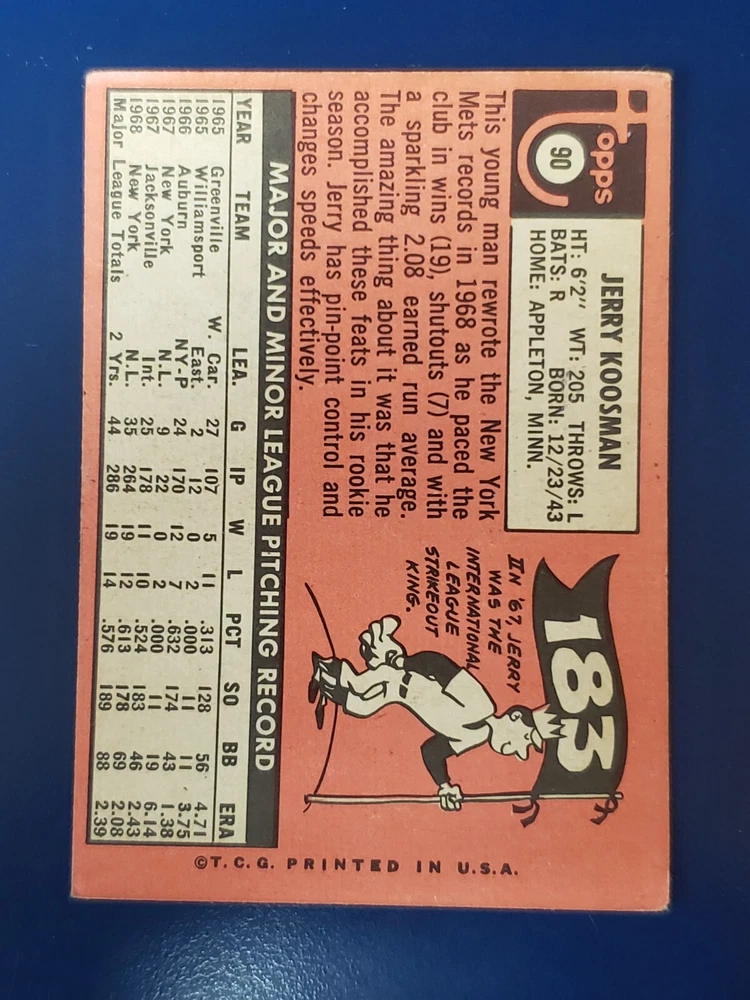 Topps
90
JERRY KOOSMAN
HT: 6'2" WT: 205 THROWS: L
BATS: R BORN: 12/23/43
HOME: APPLETON, MINN.
This young man rewrote the New York
Mets records in 1968 as he paced the
club in wins (19), shutouts (7) and with
a sparkling 2.08 earned run average.
The amazing thing about it was that he
accomplished these feats in his rookie
season. Jerry has pin-point control and
changes speeds effectively.
183
IN '67, JERRY
WAS THE
INTERNATIONAL
LEAGUE
STRIKEOUT
KING.
MAJOR AND MINOR LEAGUE PITCHING RECORD
YEAR TEAM LEA. G IP W L PCT SO BB ERA
1965 Greenville W. Car. 27 107 5 11 .313 128 56 4.71
1965 Williamsport East. 2 12 0 2 .000 11 11 3.75
1966 Auburn NY-P 24 170 12 7 .632 174 43 1.38
1967 New York N.L. 9 22 0 2 .000 11 19 6.14
1967 Jacksonville Int. 25 178 11 10 .524 183 46 2.43
1968 New York N.L. 35 264 19 12 .613 178 69 2.08
Major League Totals 2 Yrs. 44 286 19 14 .576 189 88 2.39
©T.C.G. PRINTED IN U.S.A.